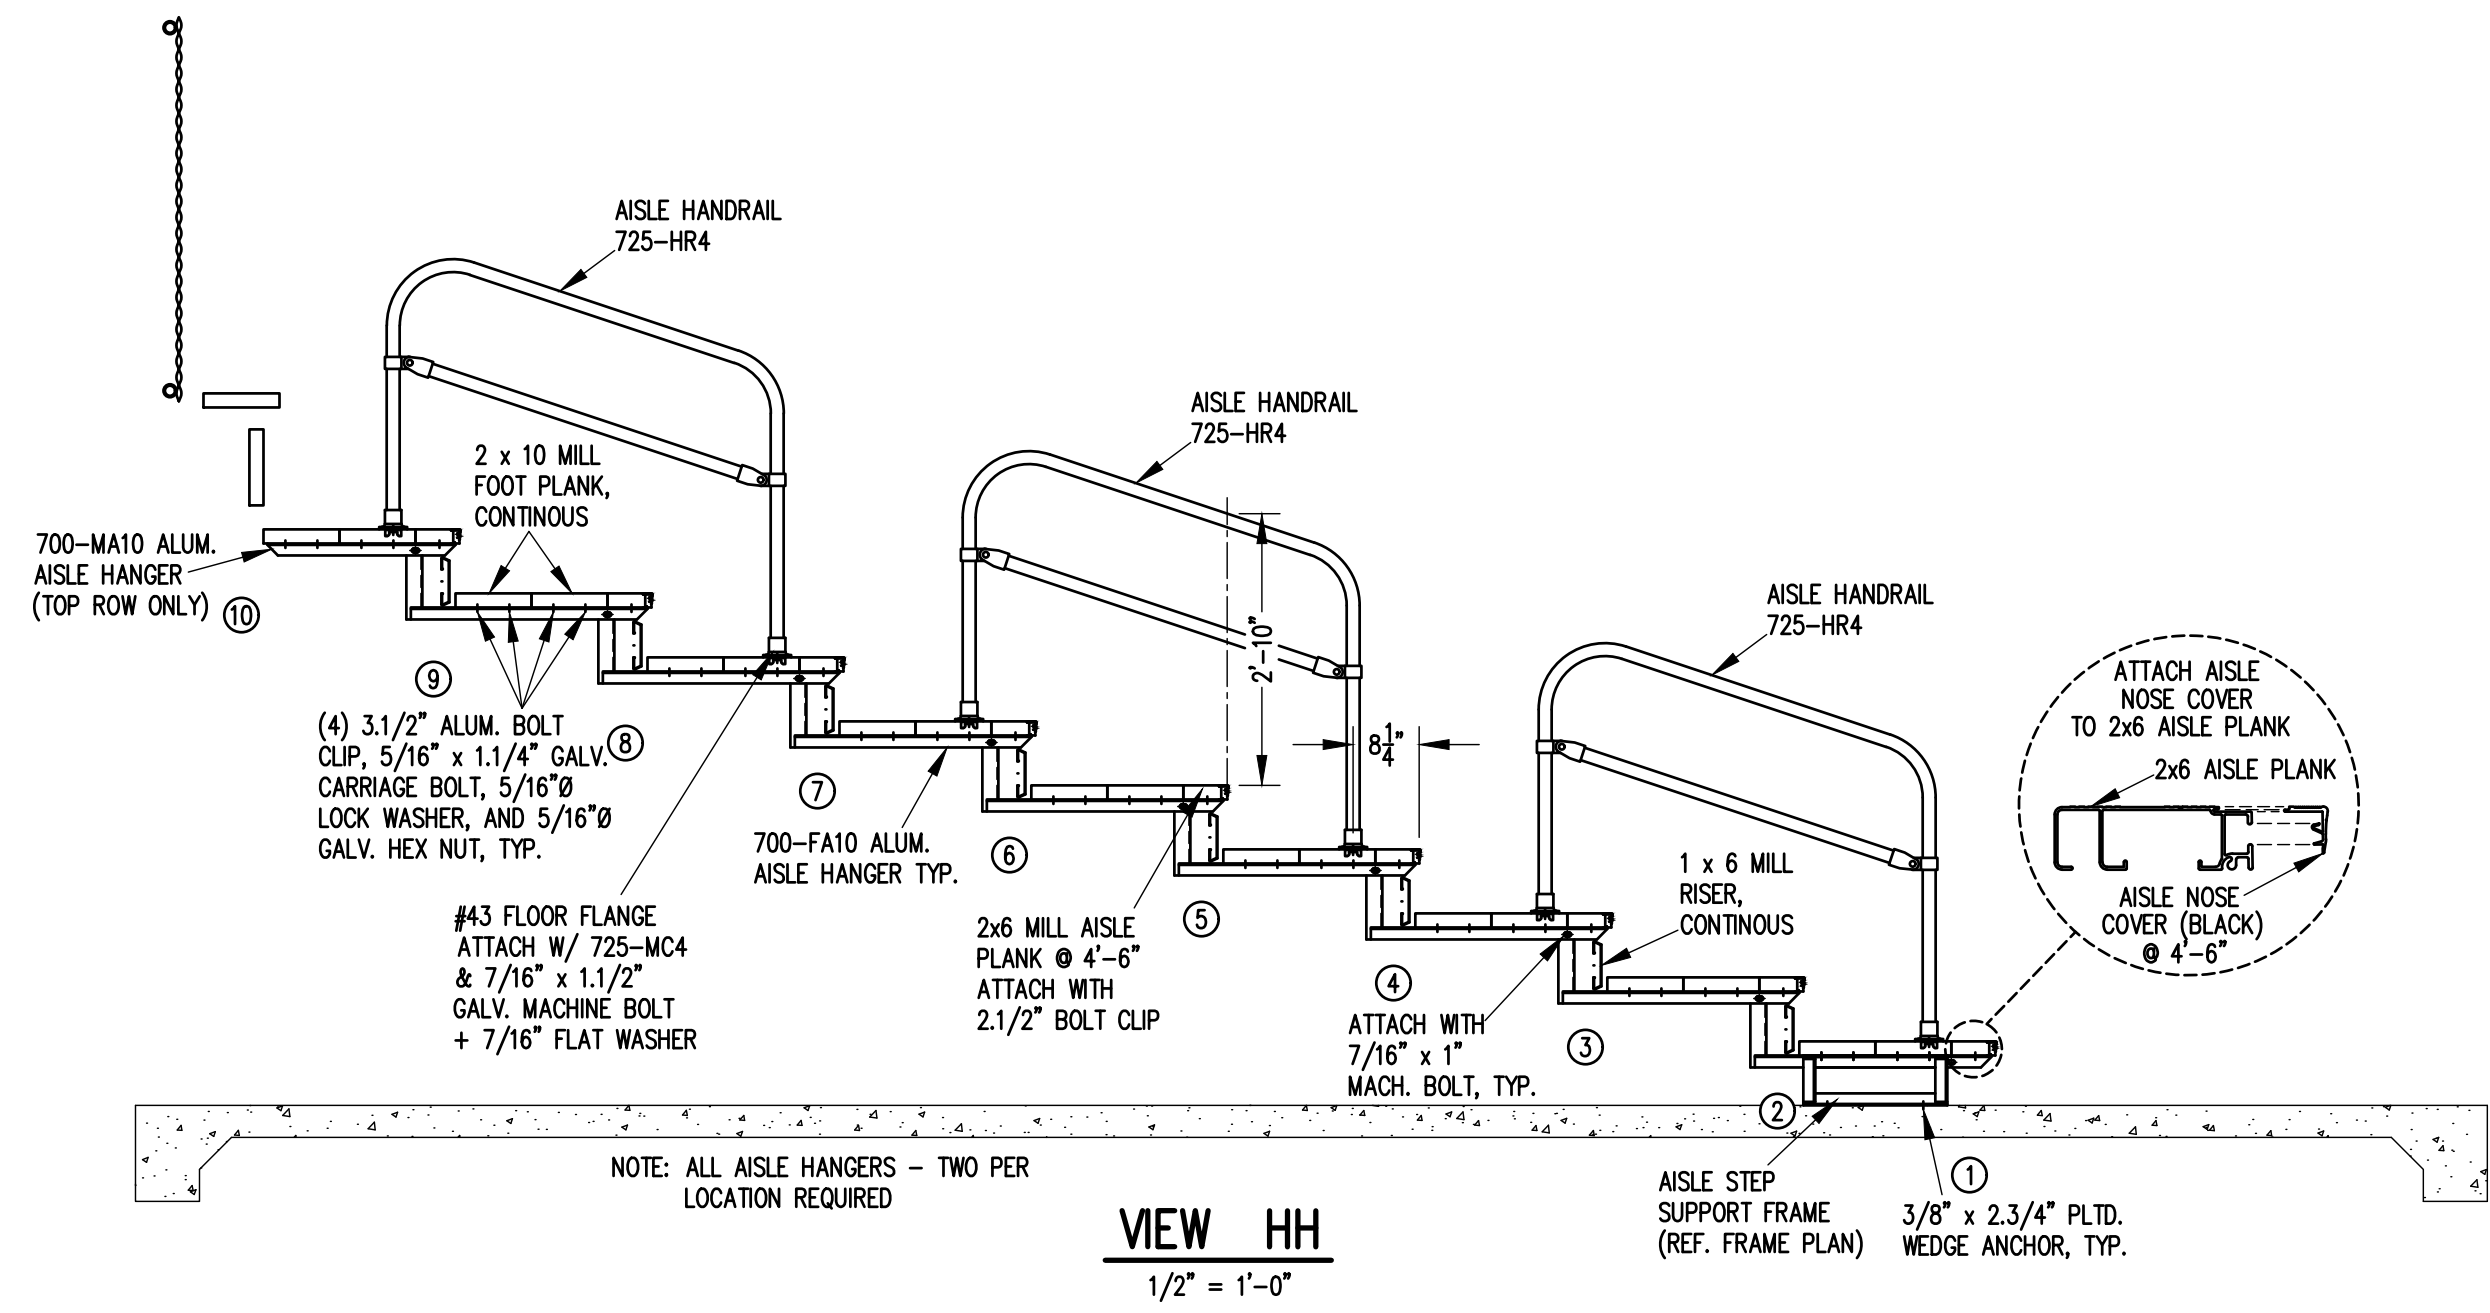 AISLE HANDRAIL
725-HR4
2 x 10 MILL
FOOT PLANK,
CONTINOUS
700-MA10 ALUM.
AISLE HANGER
(TOP ROW ONLY)
10
9
(4) 3.1/2" ALUM. BOLT
CLIP, 5/16" x 1.1/4" GALV.
CARRIAGE BOLT, 5/16"Ø
LOCK WASHER, AND 5/16"Ø
GALV. HEX NUT, TYP.
8
#43 FLOOR FLANGE
ATTACH W/ 725-MC4
& 7/16" x 1.1/2"
GALV. MACHINE BOLT
+ 7/16" FLAT WASHER
7
700-FA10 ALUM.
AISLE HANGER TYP.
AISLE HANDRAIL
725-HR4
2'-10"
8 1/4"
6
2x6 MILL AISLE
PLANK @ 4'-6"
ATTACH WITH
2.1/2" BOLT CLIP
5
4
ATTACH WITH
7/16" x 1"
MACH. BOLT, TYP.
AISLE HANDRAIL
725-HR4
1 x 6 MILL
RISER,
CONTINOUS
3
2
AISLE STEP
SUPPORT FRAME
(REF. FRAME PLAN)
1
3/8" x 2.3/4" PLTD.
WEDGE ANCHOR, TYP.
ATTACH AISLE
NOSE COVER
TO 2x6 AISLE PLANK
2x6 AISLE PLANK
AISLE NOSE
COVER (BLACK)
@ 4'-6"
NOTE: ALL AISLE HANGERS - TWO PER
LOCATION REQUIRED
VIEW HH
1/2" = 1'-0"